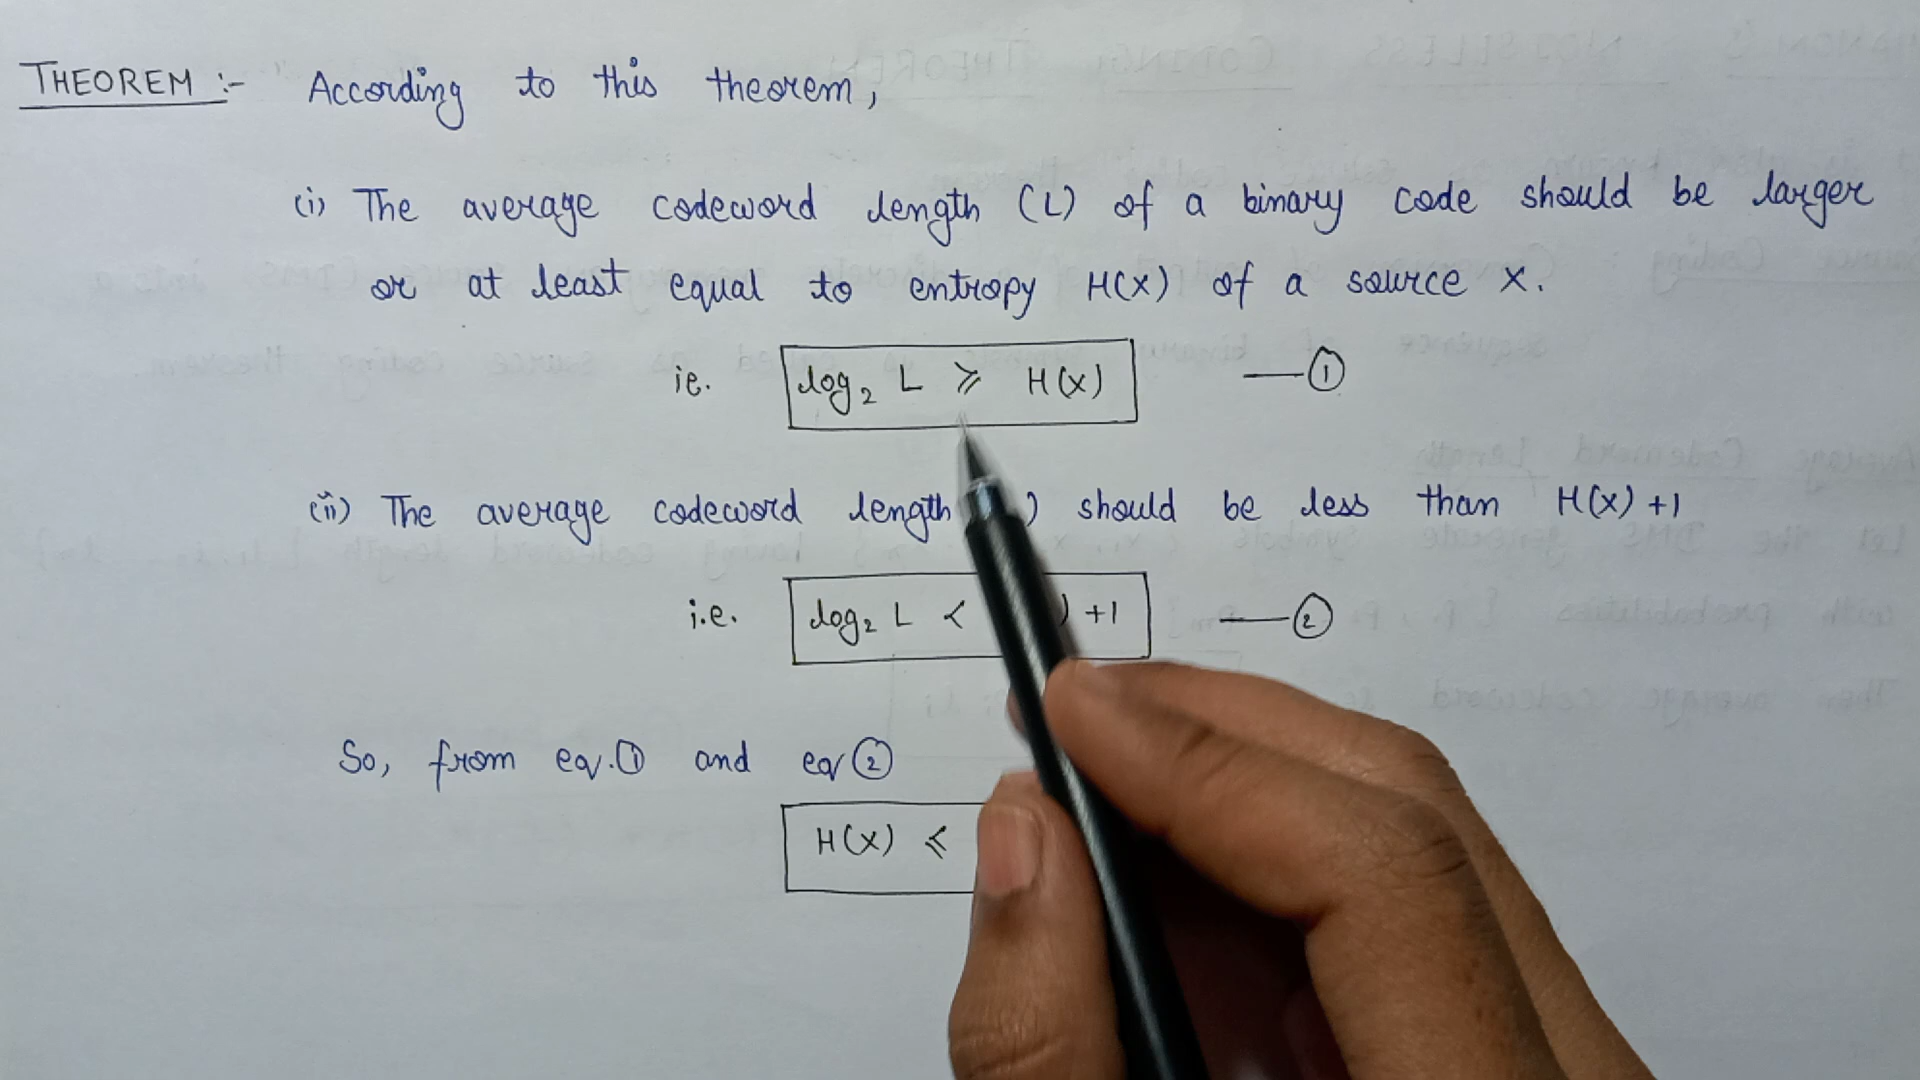 THEOREM :- According to this theorem,
(i) The average codeword length (L) of a binary code should be larger
or at least equal to entropy H(X) of a source X.
ie. log₂ L ⩾ H(X) —①
(ii) The average codeword length ) should be less than H(X)+1
i.e. log₂ L < ) +1 —②
So, from eq.① and eq②
H(X) ⩽